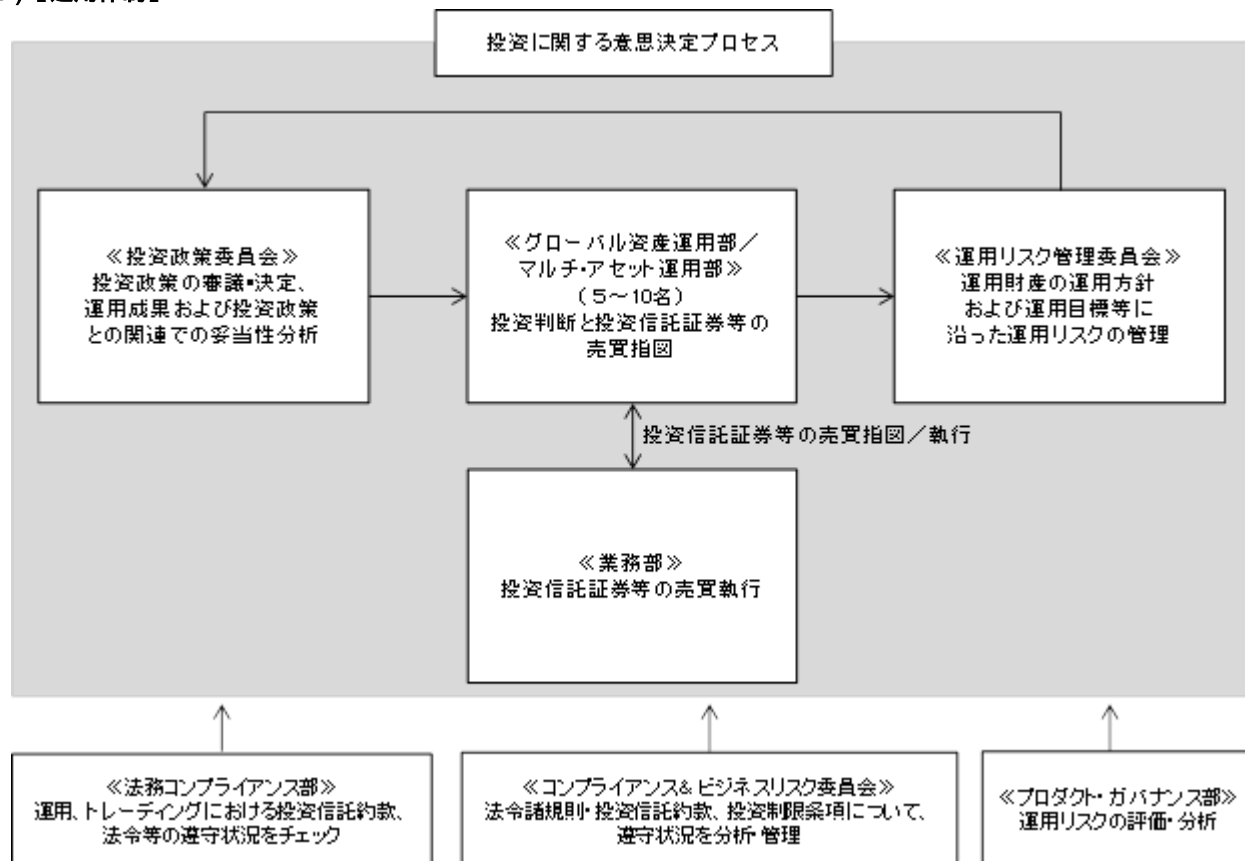 投資に関する意思決定プロセス
≪投資政策委員会≫
投資政策の審議・決定、
運用成果および投資政策
との関連での妥当性分析
≪グローバル資産運用部／
マルチ・アセット運用部≫
（５～10名）
投資判断と投資信託証券等の
売買指図
≪運用リスク管理委員会≫
運用財産の運用方針
および運用目標等に
沿った運用リスクの管理
投資信託証券等の売買指図／執行
≪業務部≫
投資信託証券等の売買執行
≪法務コンプライアンス部≫
運用、トレーディングにおける投資信託約款、
法令等の遵守状況をチェック
≪コンプライアンス＆ビジネスリスク委員会≫
法令諸規則・投資信託約款、投資制限条項について、
遵守状況を分析・管理
≪プロダクト・ガバナンス部≫
運用リスクの評価・分析